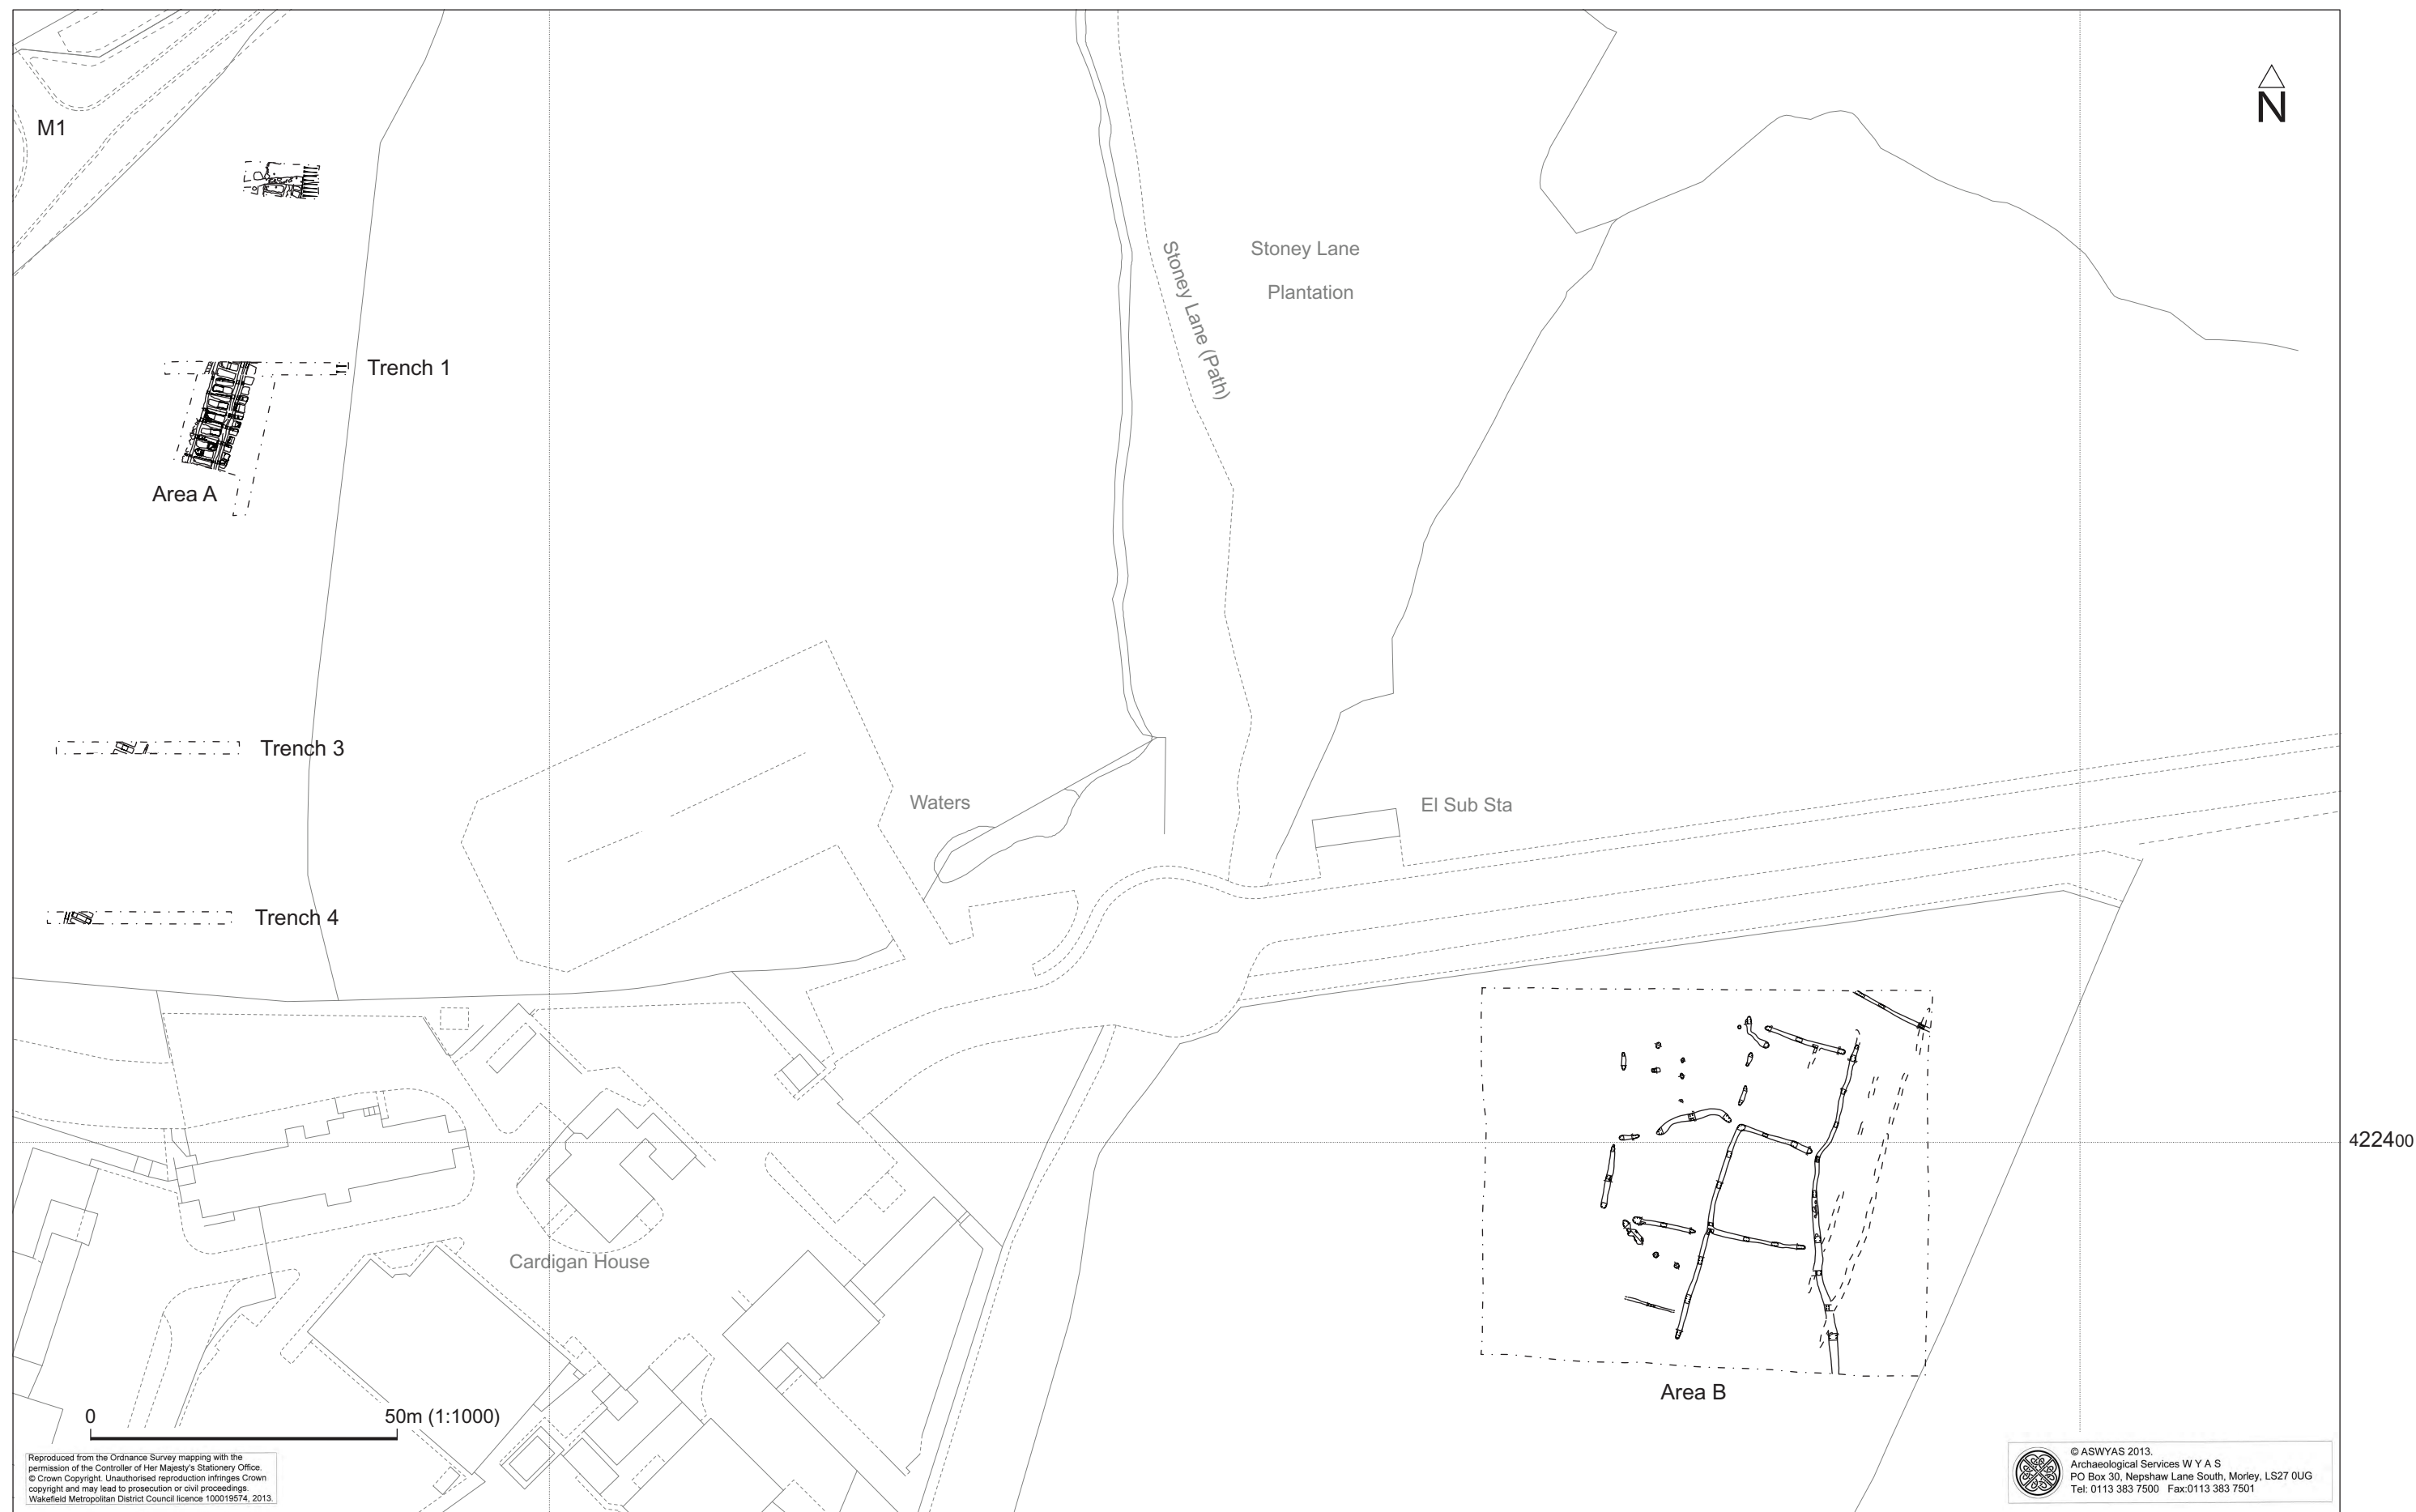 M1
N
Stoney Lane
Plantation
Stoney Lane (Path)
Trench 1
Area A
Trench 3
Waters
El Sub Sta
Trench 4
422400
Cardigan House
Area B
0
50m (1:1000)
Reproduced from the Ordnance Survey mapping with the
permission of the Controller of Her Majesty's Stationery Office.
© Crown Copyright. Unauthorised reproduction infringes Crown
copyright and may lead to prosecution or civil proceedings.
Wakefield Metropolitan District Council licence 100019574, 2013.
© ASWYAS 2013.
Archaeological Services W Y A S
PO Box 30, Nepshaw Lane South, Morley, LS27 0UG
Tel: 0113 383 7500 Fax:0113 383 7501